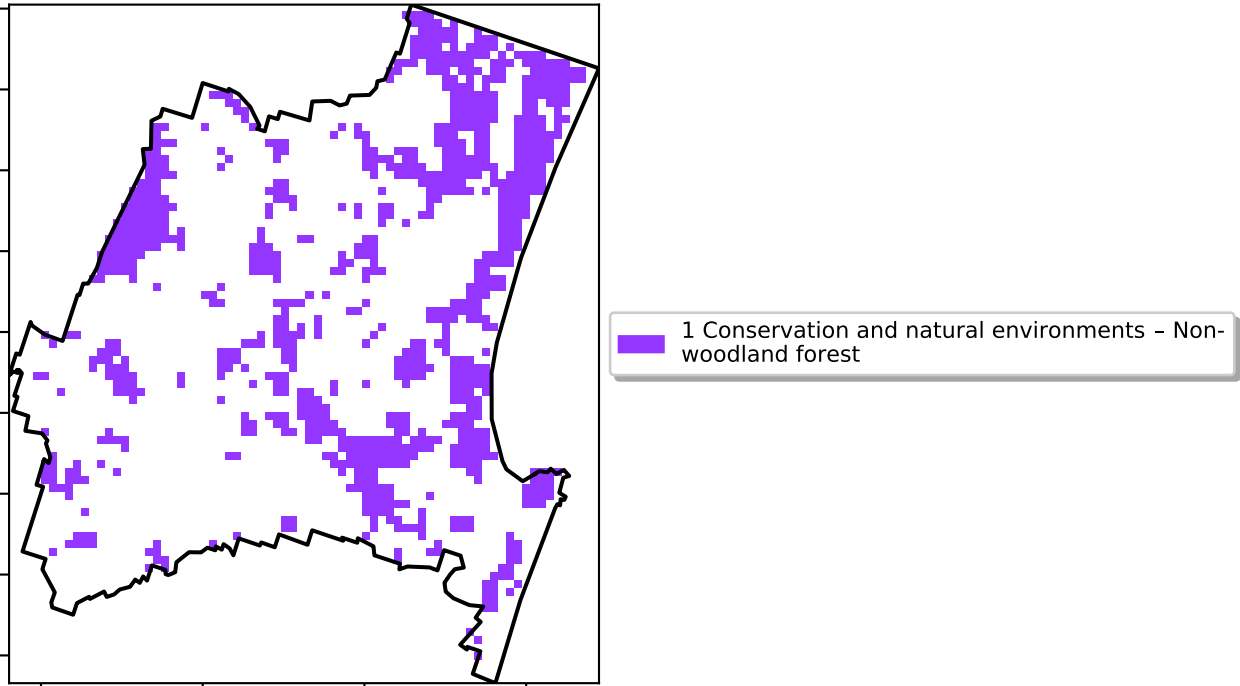 1 Conservation and natural environments – Non-
woodland forest